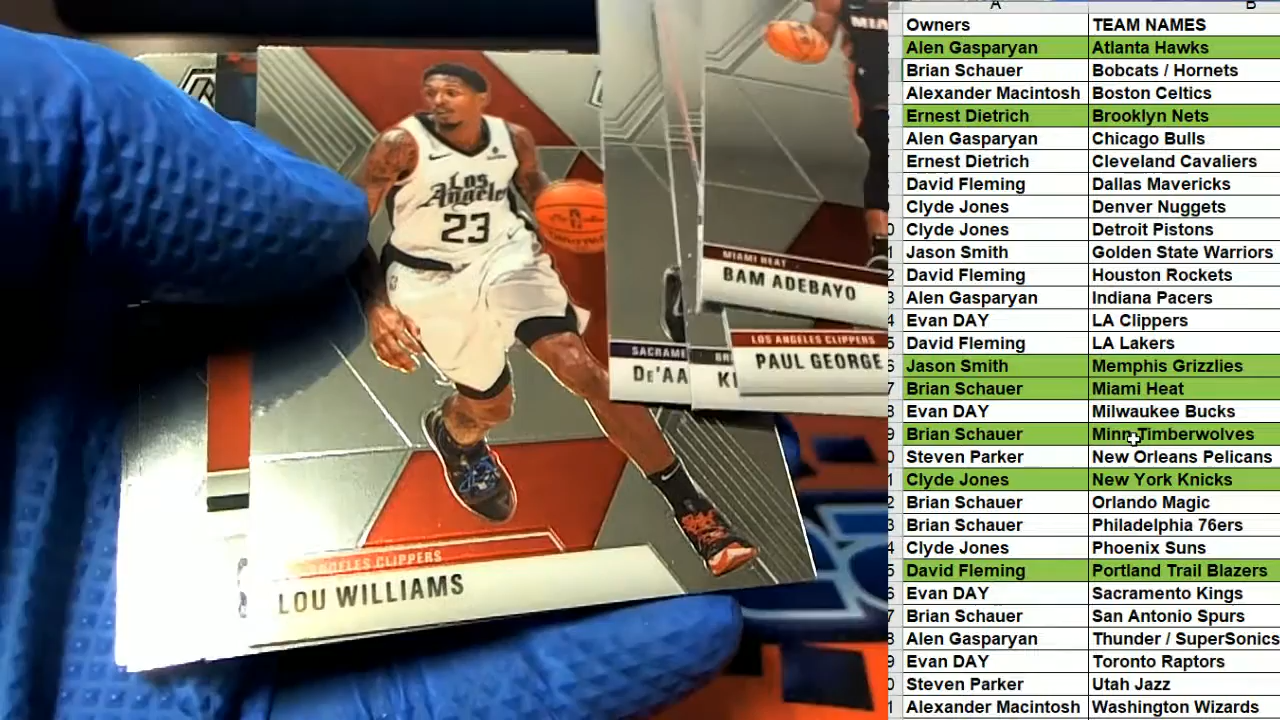 Los
Angeles
23
LOS ANGELES CLIPPERS
LOU WILLIAMS
MIA
MIAMI HEAT
BAM ADEBAYO
LOS ANGELES CLIPPERS
PAUL GEORGE
SACRAME
DE'AA
BR
KI
A B
Owners TEAM NAMES
Alen Gasparyan Atlanta Hawks
Brian Schauer Bobcats / Hornets
Alexander Macintosh Boston Celtics
Ernest Dietrich Brooklyn Nets
Alen Gasparyan Chicago Bulls
Ernest Dietrich Cleveland Cavaliers
David Fleming Dallas Mavericks
Clyde Jones Denver Nuggets
Clyde Jones Detroit Pistons
Jason Smith Golden State Warriors
David Fleming Houston Rockets
Alen Gasparyan Indiana Pacers
Evan DAY LA Clippers
David Fleming LA Lakers
Jason Smith Memphis Grizzlies
Brian Schauer Miami Heat
Evan DAY Milwaukee Bucks
Brian Schauer Minn Timberwolves
Steven Parker New Orleans Pelicans
Clyde Jones New York Knicks
Brian Schauer Orlando Magic
Brian Schauer Philadelphia 76ers
Clyde Jones Phoenix Suns
David Fleming Portland Trail Blazers
Evan DAY Sacramento Kings
Brian Schauer San Antonio Spurs
Alen Gasparyan Thunder / SuperSonics
Evan DAY Toronto Raptors
Steven Parker Utah Jazz
Alexander Macintosh Washington Wizards